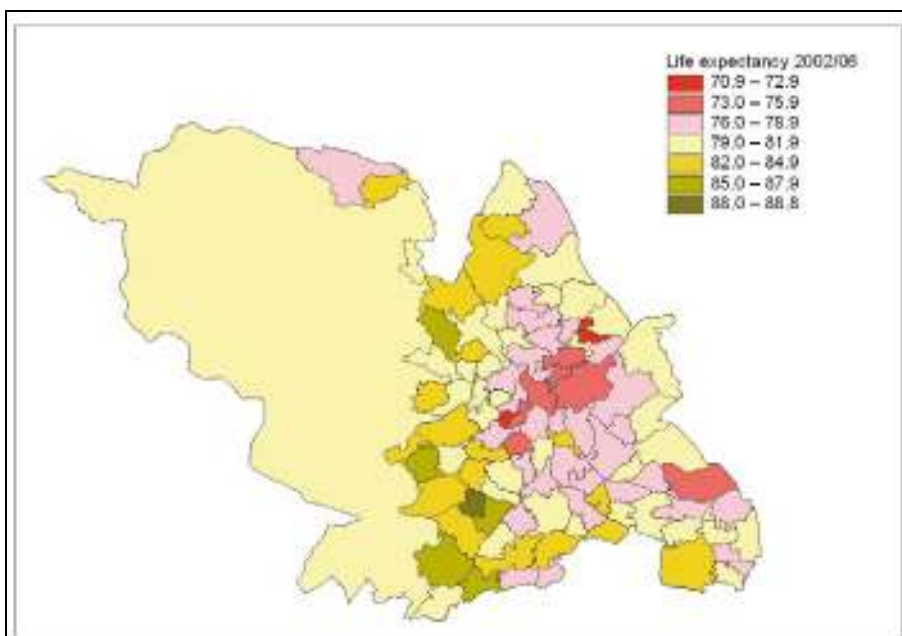 Life expectancy 2002/06
70.9 – 72.9
73.0 – 75.9
76.0 – 78.9
79.0 – 81.9
82.0 – 84.9
85.0 – 87.9
88.0 – 88.8